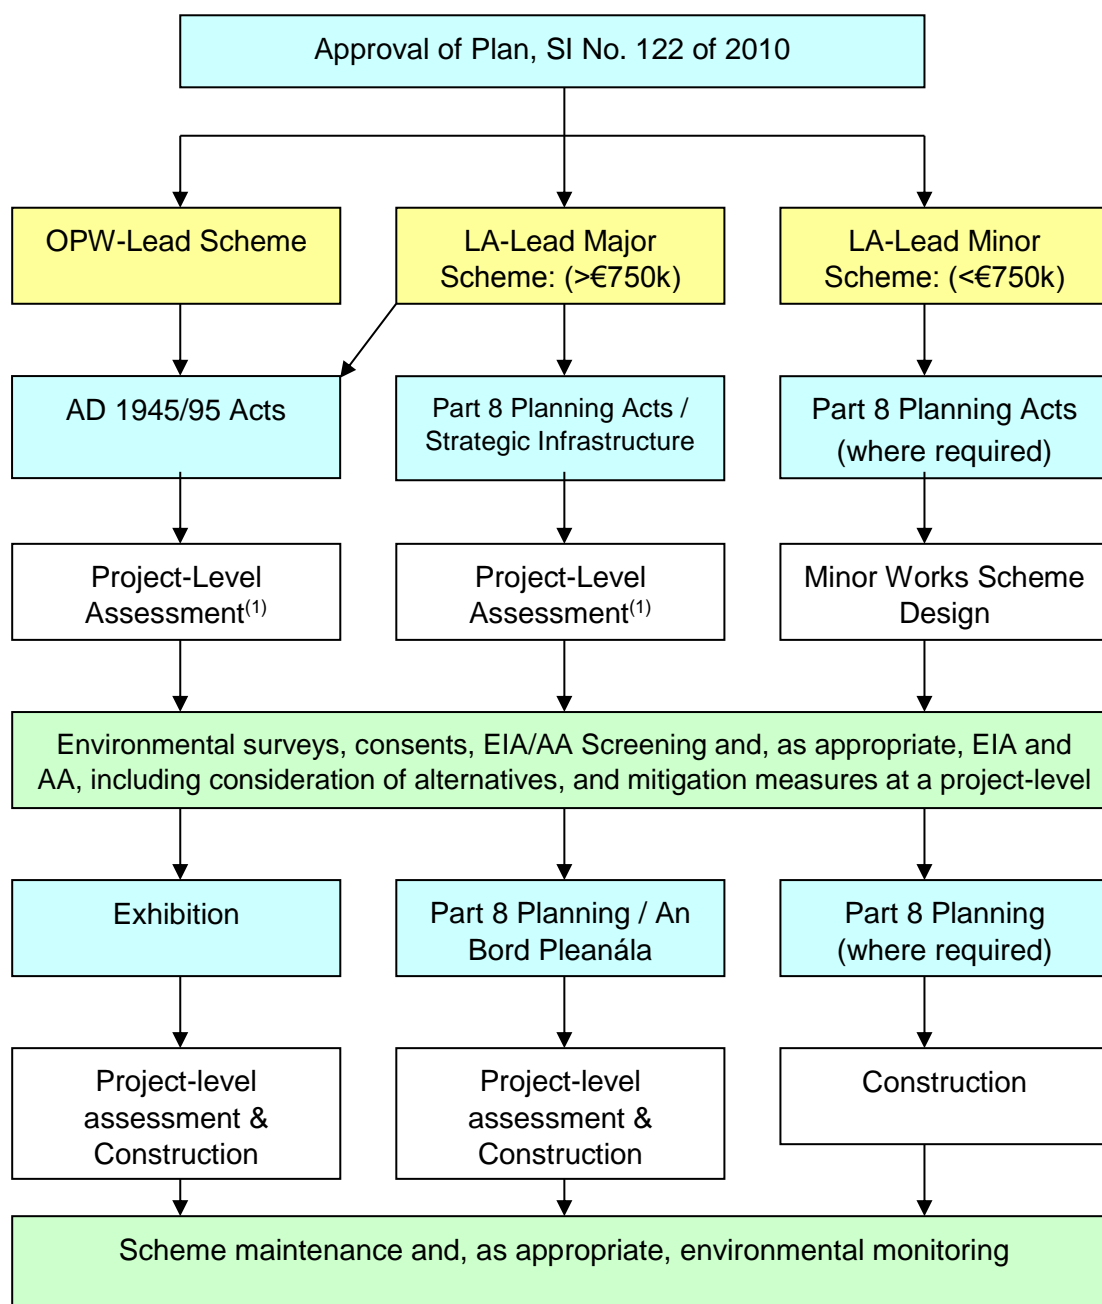 Approval of Plan, SI No. 122 of 2010
OPW-Lead Scheme
LA-Lead Major
Scheme: (>€750k)
LA-Lead Minor
Scheme: (<€750k)
AD 1945/95 Acts
Part 8 Planning Acts /
Strategic Infrastructure
Part 8 Planning Acts
(where required)
Project-Level
Assessment(1)
Project-Level
Assessment(1)
Minor Works Scheme
Design
Environmental surveys, consents, EIA/AA Screening and, as appropriate, EIA and
AA, including consideration of alternatives, and mitigation measures at a project-level
Exhibition
Part 8 Planning / An
Bord Pleanála
Part 8 Planning
(where required)
Project-level
assessment &
Construction
Project-level
assessment &
Construction
Construction
Scheme maintenance and, as appropriate, environmental monitoring